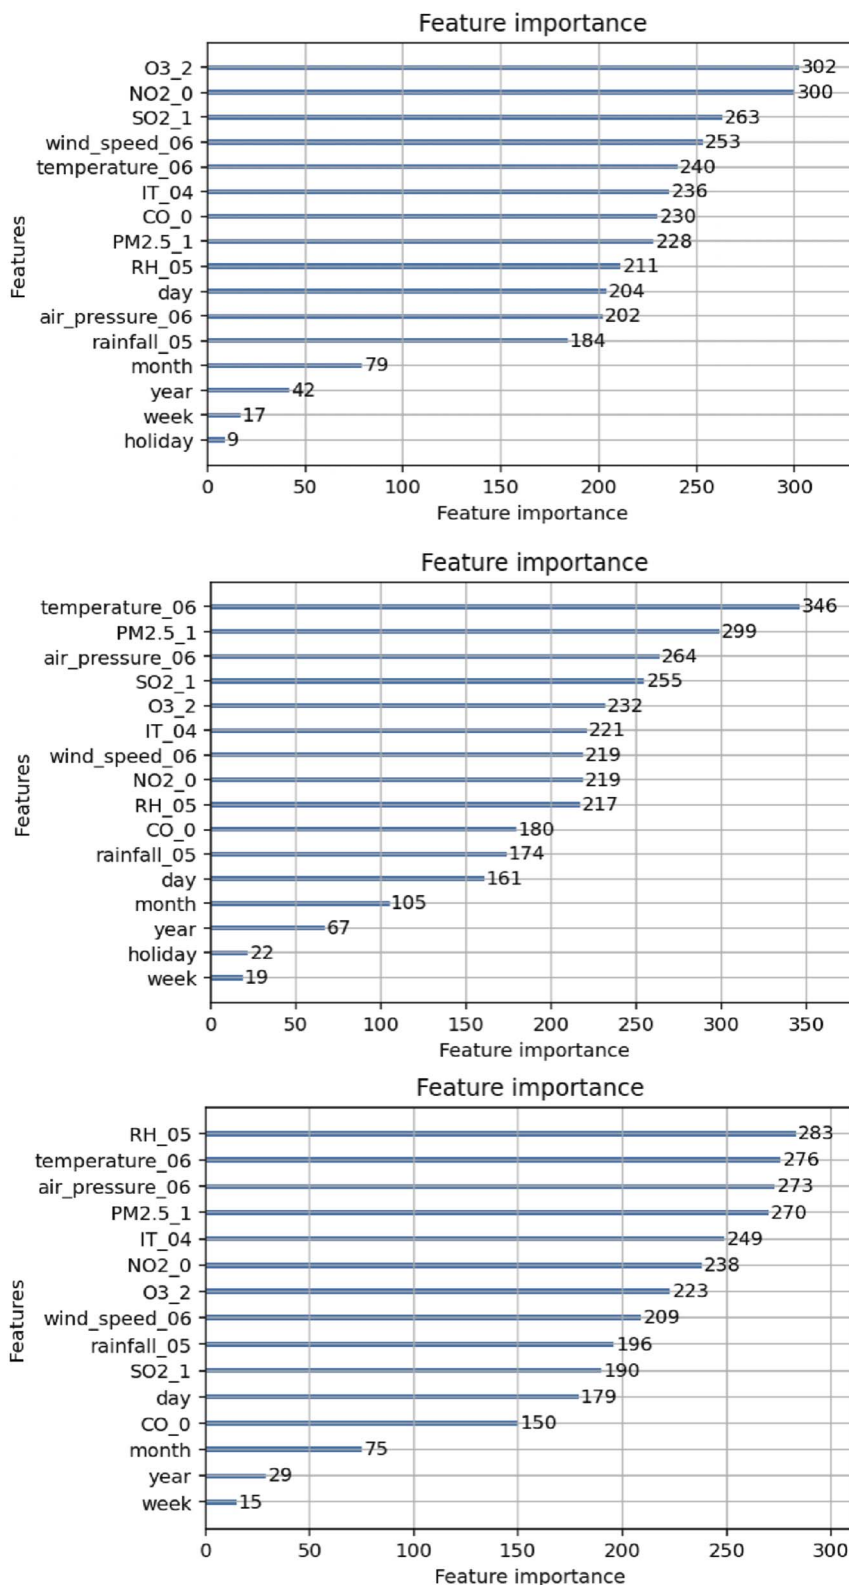 Feature importance
O3_2 302
NO2_0 300
SO2_1 263
wind_speed_06 253
temperature_06 240
IT_04 236
CO_0 230
PM2.5_1 228
RH_05 211
day 204
air_pressure_06 202
rainfall_05 184
month 79
year 42
week 17
holiday 9
Features
0 50 100 150 200 250 300
Feature importance
Feature importance
temperature_06 346
PM2.5_1 299
air_pressure_06 264
SO2_1 255
O3_2 232
IT_04 221
wind_speed_06 219
NO2_0 219
RH_05 217
CO_0 180
rainfall_05 174
day 161
month 105
year 67
holiday 22
week 19
Features
0 50 100 150 200 250 300 350
Feature importance
Feature importance
RH_05 283
temperature_06 276
air_pressure_06 273
PM2.5_1 270
IT_04 249
NO2_0 238
O3_2 223
wind_speed_06 209
rainfall_05 196
SO2_1 190
day 179
CO_0 150
month 75
year 29
week 15
Features
0 50 100 150 200 250 300
Feature importance